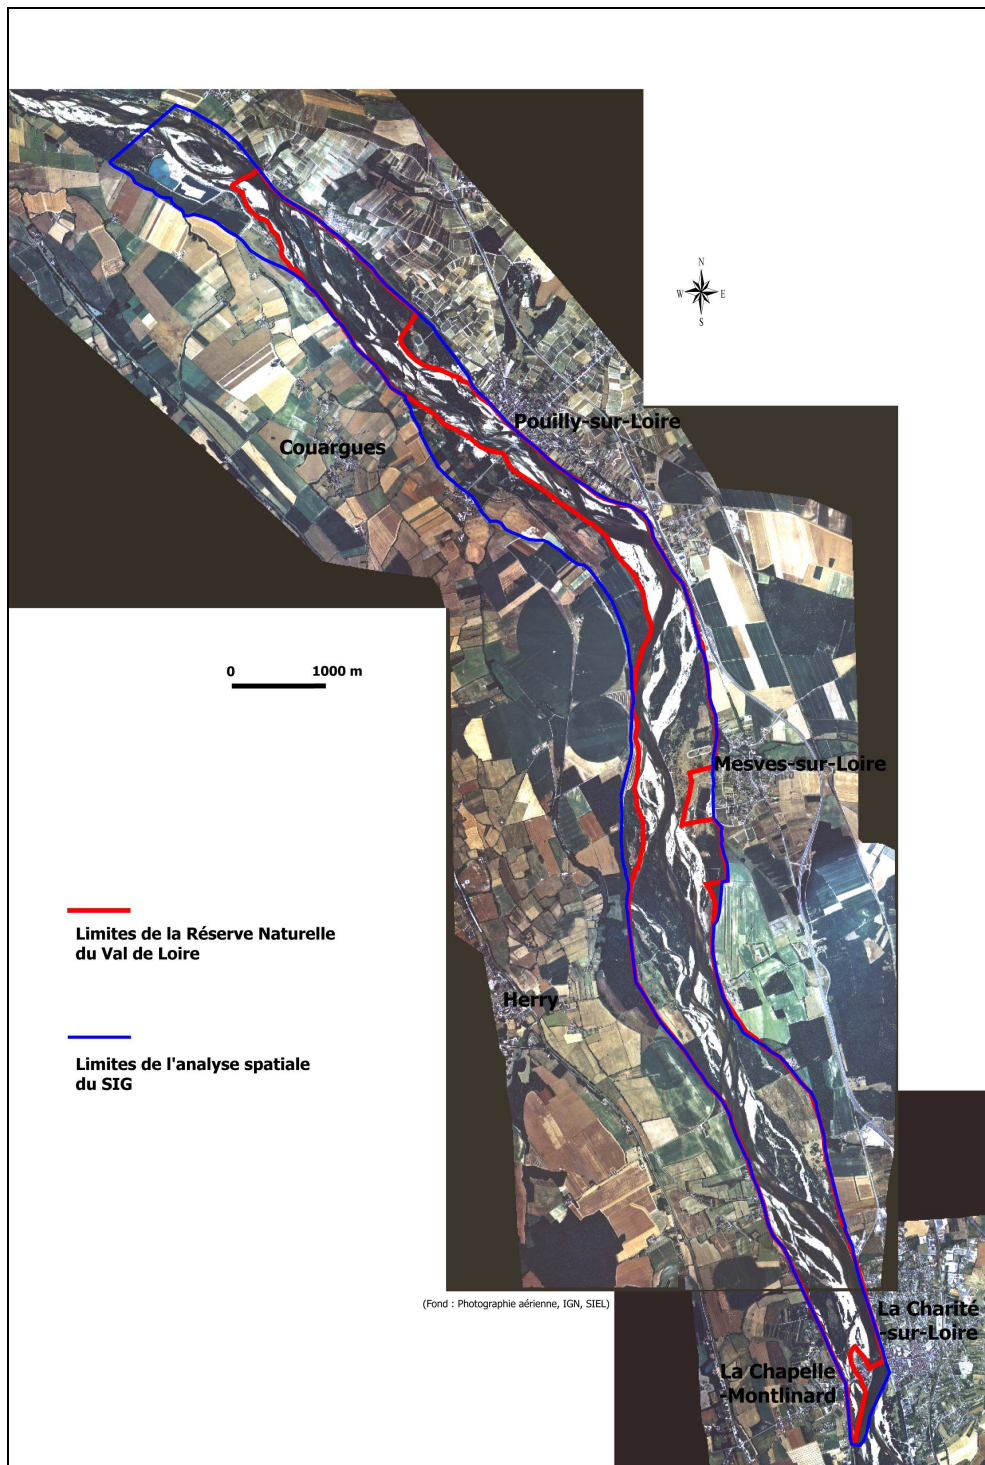 N
W E
S
Pouilly-sur-Loire
Couargues
0 1000 m
Mesves-sur-Loire
Limites de la Réserve Naturelle
du Val de Loire
Herry
Limites de l'analyse spatiale
du SIG
(Fond : Photographie aérienne, IGN, SIEL)
La Charité
-sur-Loire
La Chapelle
-Montlinard